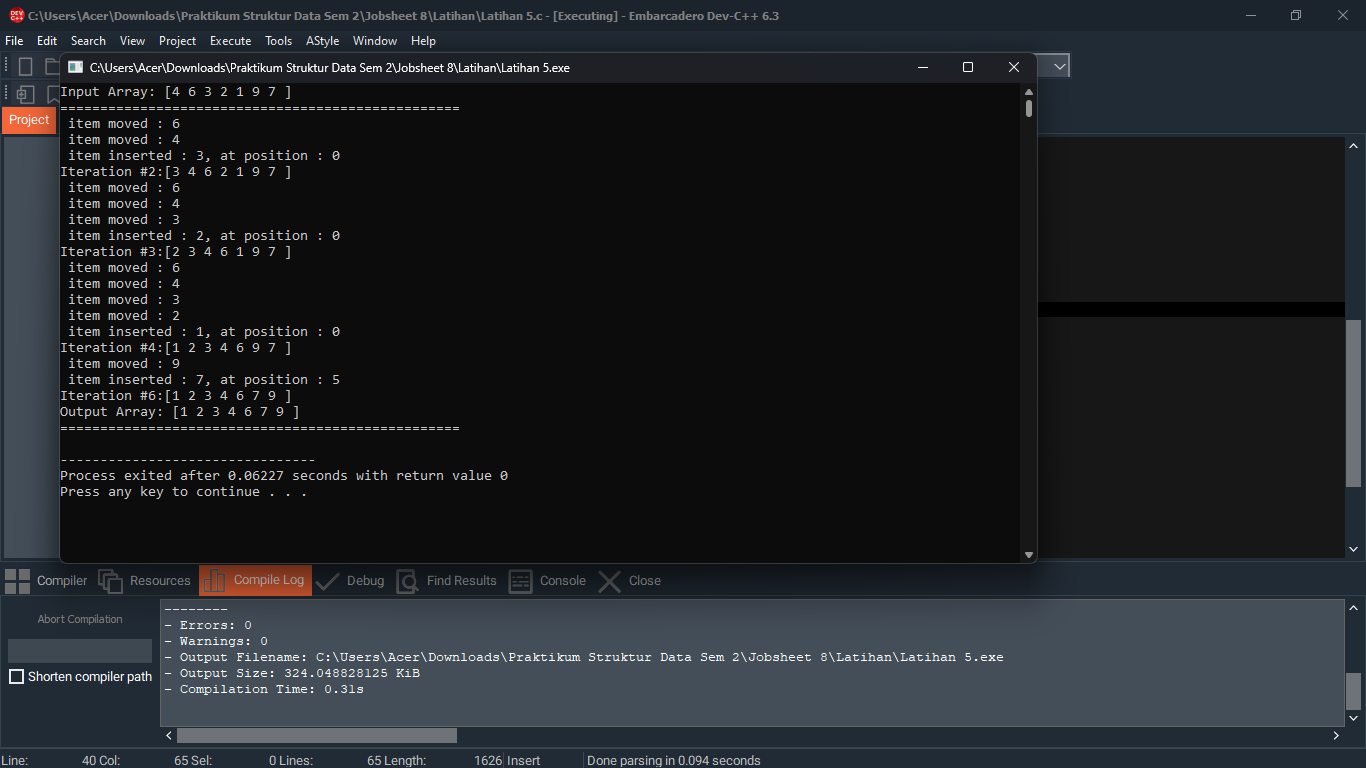 C:\Users\Acer\Downloads\Praktikum Struktur Data Sem 2\Jobsheet 8\Latihan\Latihan 5.c - [Executing] - Embarcadero Dev-C++ 6.3
File Edit Search View Project Execute Tools AStyle Window Help
C:\Users\Acer\Downloads\Praktikum Struktur Data Sem 2\Jobsheet 8\Latihan\Latihan 5.exe
Project
Input Array: [4 6 3 2 1 9 7 ]
==================================================
item moved : 6
item moved : 4
item inserted : 3, at position : 0
Iteration #2:[3 4 6 2 1 9 7 ]
item moved : 6
item moved : 4
item moved : 3
item inserted : 2, at position : 0
Iteration #3:[2 3 4 6 1 9 7 ]
item moved : 6
item moved : 4
item moved : 3
item moved : 2
item inserted : 1, at position : 0
Iteration #4:[1 2 3 4 6 9 7 ]
item moved : 9
item inserted : 7, at position : 5
Iteration #6:[1 2 3 4 6 7 9 ]
Output Array: [1 2 3 4 6 7 9 ]
==================================================
--------------------------------
Process exited after 0.06227 seconds with return value 0
Press any key to continue . . .
Compiler Resources Compile Log Debug Find Results Console Close
Abort Compilation
Shorten compiler path
--------
- Errors: 0
- Warnings: 0
- Output Filename: C:\Users\Acer\Downloads\Praktikum Struktur Data Sem 2\Jobsheet 8\Latihan\Latihan 5.exe
- Output Size: 324.048828125 KiB
- Compilation Time: 0.31s
Line: 40 Col: 65 Sel: 0 Lines: 65 Length: 1626 Insert Done parsing in 0.094 seconds